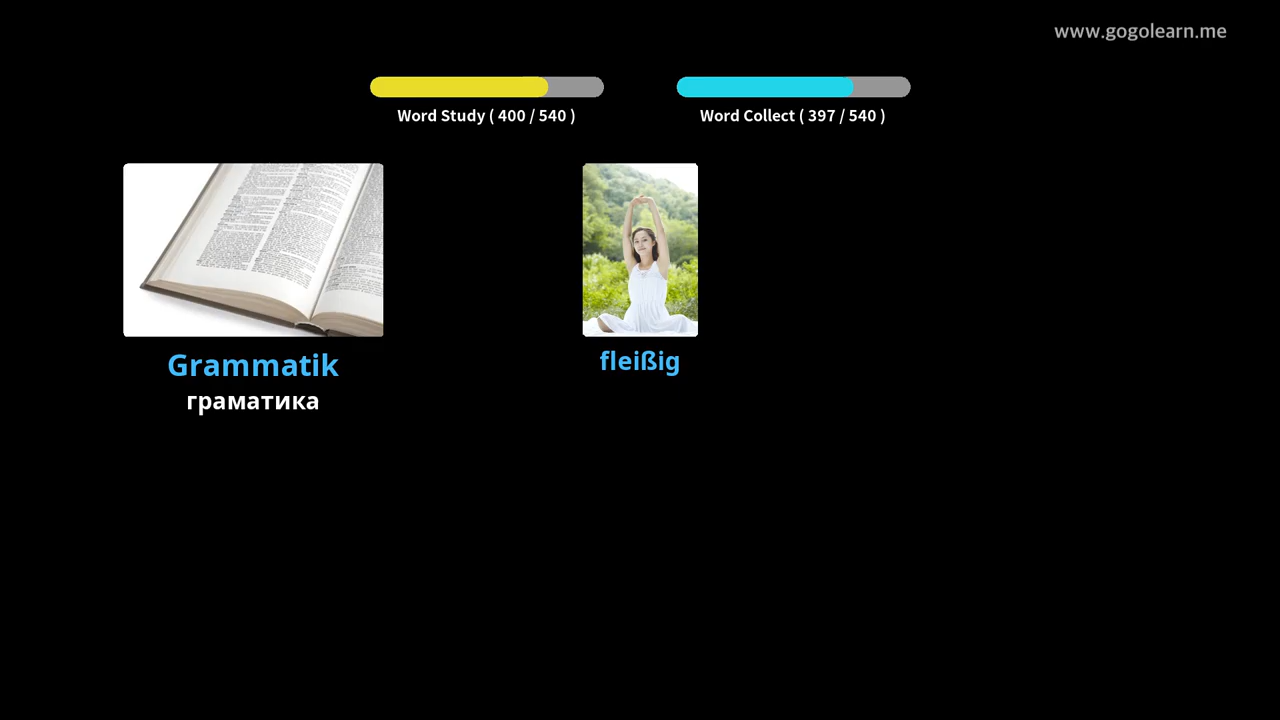 www.gogolearn.me
Word Study ( 400 / 540 )
Word Collect ( 397 / 540 )
Grammatik
граматика
fleißig